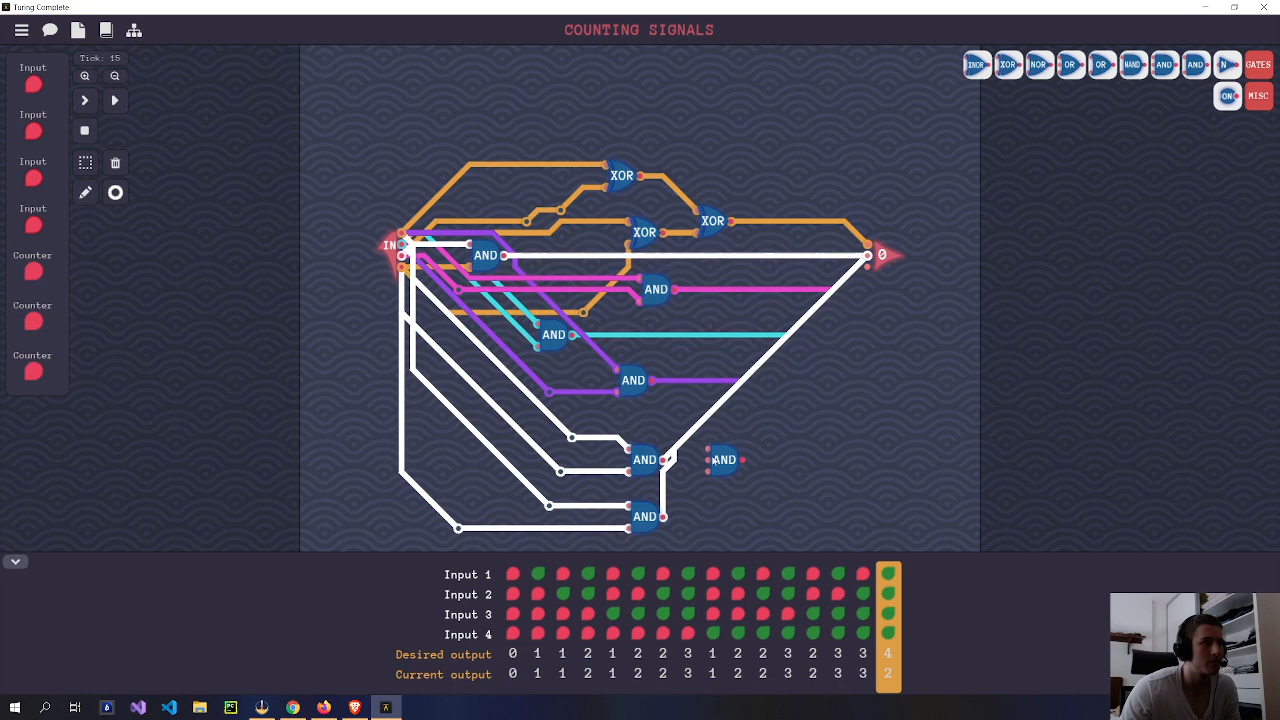 Turing Complete
COUNTING SIGNALS
Input
Input
Input
Input
Counter
Counter
Counter
Tick: 15
XOR NOR OR OR NAND AND AND N GATES
ON MISC
XOR
XOR
XOR
IN
AND
0
AND
AND
AND
AND
AND
AND
Input 1
Input 2
Input 3
Input 4
Desired output 0 1 1 2 1 2 2 3 1 2 2 3 2 3 3 4
Current output 0 1 1 2 1 2 2 3 1 2 2 3 2 3 3 2